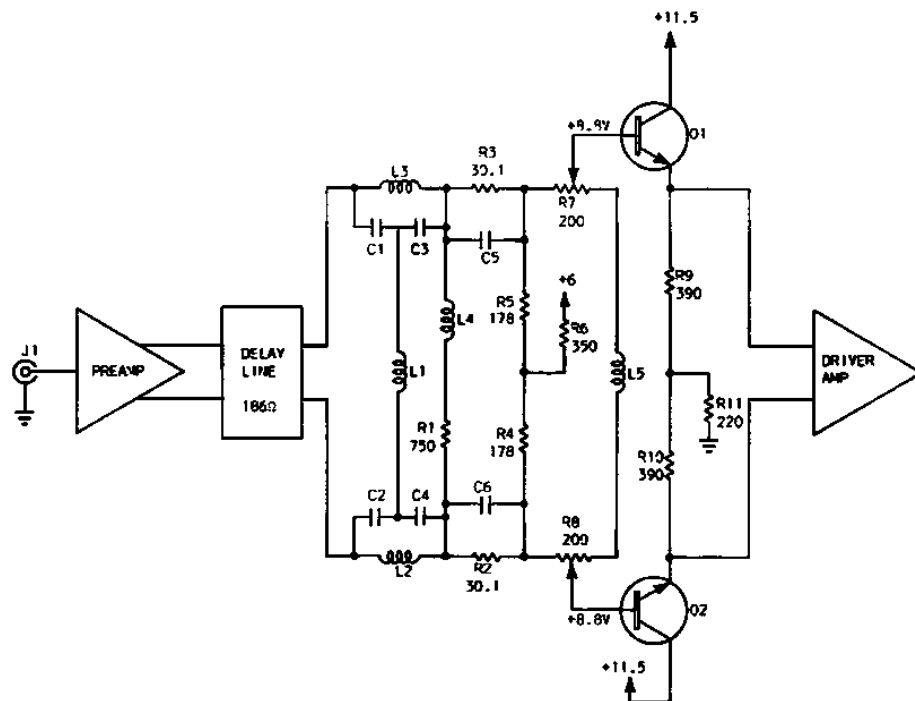 +11.5
+8.8V
Q1
R3
30.1
L3
R7
200
C1
C3
C5
+6
R9
390
R5
178
L4
R6
350
J1
PREAMP
DELAY
LINE
186Ω
L1
L5
DRIVER
AMP
R11
220
R1
750
R4
178
R10
390
C2
C4
C6
R8
200
L2
R2
30.1
+8.8V
Q2
+11.5